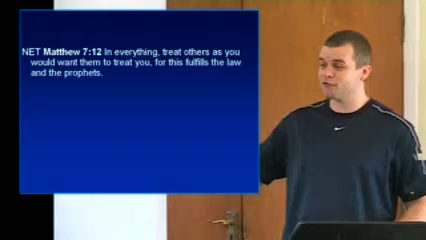 NET Matthew 7:12 In everything, treat others as you
would want them to treat you, for this fulfills the law
and the prophets.